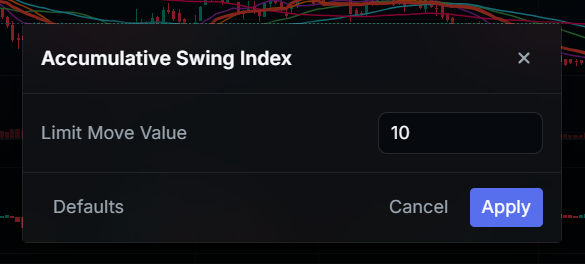 Accumulative Swing Index
Limit Move Value
10
Defaults
Cancel
Apply